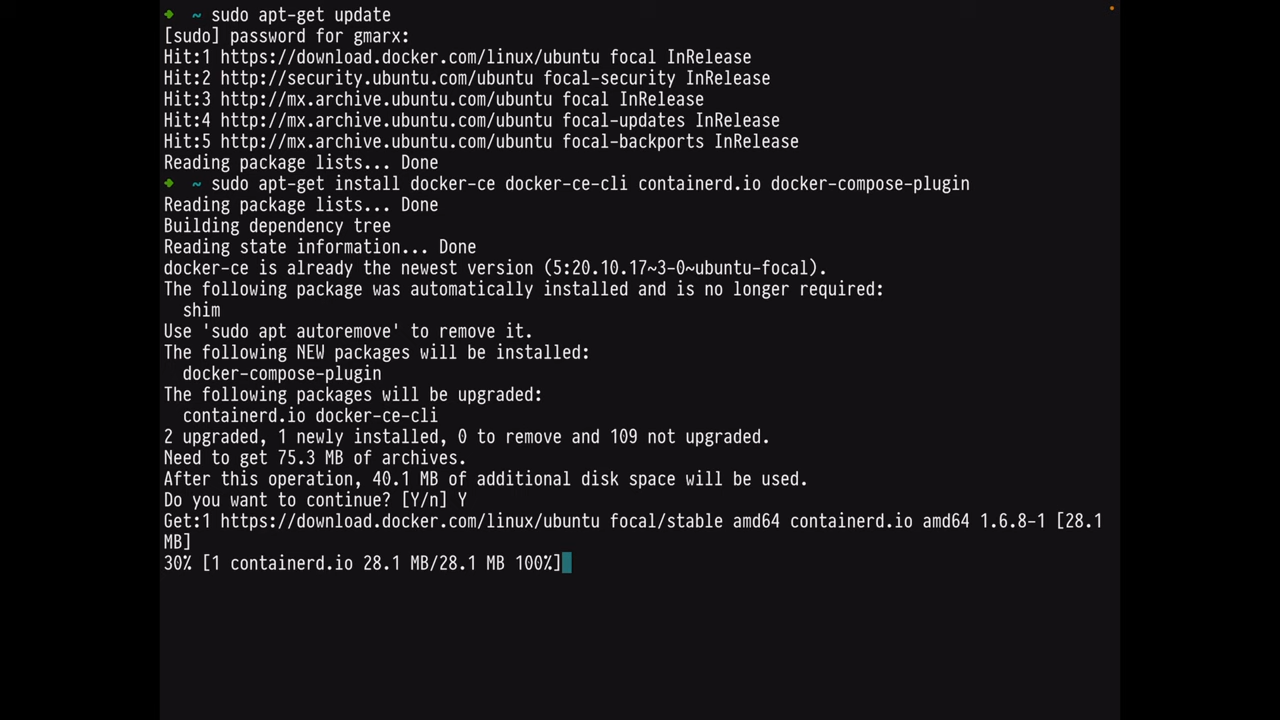 ➜ ~ sudo apt-get update
[sudo] password for gmarx:
Hit:1 https://download.docker.com/linux/ubuntu focal InRelease
Hit:2 http://security.ubuntu.com/ubuntu focal-security InRelease
Hit:3 http://mx.archive.ubuntu.com/ubuntu focal InRelease
Hit:4 http://mx.archive.ubuntu.com/ubuntu focal-updates InRelease
Hit:5 http://mx.archive.ubuntu.com/ubuntu focal-backports InRelease
Reading package lists... Done
➜ ~ sudo apt-get install docker-ce docker-ce-cli containerd.io docker-compose-plugin
Reading package lists... Done
Building dependency tree
Reading state information... Done
docker-ce is already the newest version (5:20.10.17~3-0~ubuntu-focal).
The following package was automatically installed and is no longer required:
shim
Use 'sudo apt autoremove' to remove it.
The following NEW packages will be installed:
docker-compose-plugin
The following packages will be upgraded:
containerd.io docker-ce-cli
2 upgraded, 1 newly installed, 0 to remove and 109 not upgraded.
Need to get 75.3 MB of archives.
After this operation, 40.1 MB of additional disk space will be used.
Do you want to continue? [Y/n] Y
Get:1 https://download.docker.com/linux/ubuntu focal/stable amd64 containerd.io amd64 1.6.8-1 [28.1
MB]
30% [1 containerd.io 28.1 MB/28.1 MB 100%]